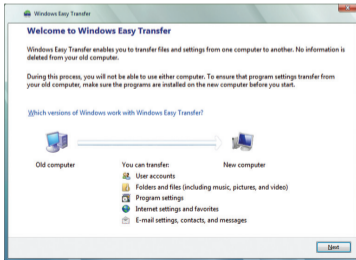 Windows Easy Transfer
Welcome to Windows Easy Transfer
Windows Easy Transfer enables you to transfer files and settings from one computer to another. No information is
deleted from your old computer.
During this process, you will not be able to use either computer. To ensure that program settings transfer from
your old computer, make sure the programs are installed on the new computer before you start.
Which versions of Windows work with Windows Easy Transfer?
Old computer
You can transfer:
New computer
User accounts
Folders and files (including music, pictures, and video)
Program settings
Internet settings and favorites
E-mail settings, contacts, and messages
Next